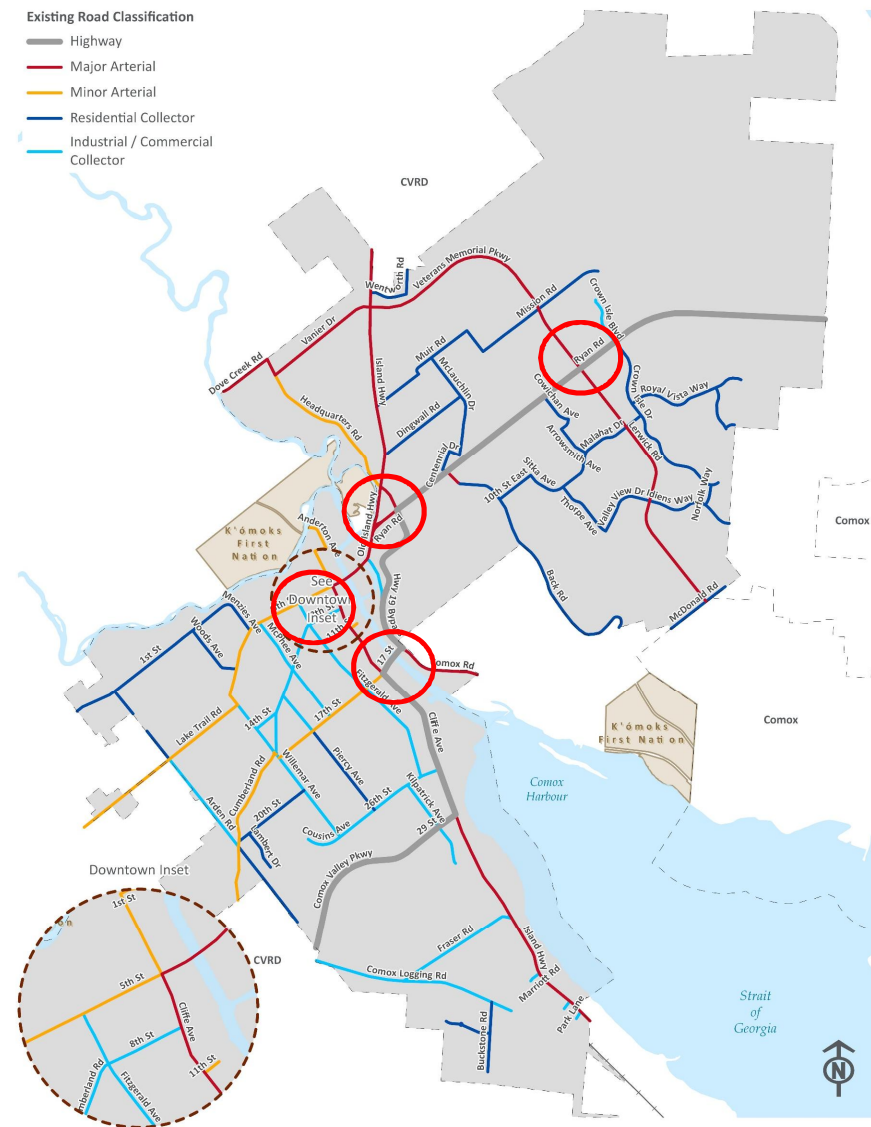 Existing Road Classification
Highway
Major Arterial
Minor Arterial
Residential Collector
Industrial / Commercial
Collector
CVRD
Wentworth Rd
Veterans Memorial Pkwy
Mission Rd
Crown Isle Blvd
Vanier Dr
Dove Creek Rd
Island Hwy
Muir Rd
McLauchlin Dr
Ryan Rd
Crown Isle Dr
Royal Vista Way
Cowichan Ave
Headquarters Rd
Dingwall Rd
Malahat Dr
Lerwick Rd
Arrowsmith Ave
Centennial Dr
Sitka Ave
10th St East
Thorpe Ave
Valley View Dr
Idiens Way
Norfolk Way
Old Island Hwy
Ryan Rd
Anderton Ave
K'ómoks
First
Nation
Comox
See
Downtown
Inset
11th S
Hwy 19 Bypa
Back Rd
McDonald Rd
Menzies Ave
Woods Ave
1st St
McPhee Ave
17 St
omox Rd
Fitzgerald Ave
Cliffe Ave
14th St
17th St
Lake Trail Rd
Cumberland Rd
Willemar Ave
Piercy Ave
K'ómoks
First Nation
Comox
Comox
Harbour
26th St
Kilpatrick Ave
Arden Rd
20th St
Lambert Dr
Cousins Ave
29 St
Comox Valley Pkwy
Downtown Inset
1st St
on
CVRD
5th St
Cliffe Ave
8th St
11th St
mberland Rd
Fitzgerald Ave
Fraser Rd
Island Hwy
Comox Logging Rd
Marriott Rd
Park Lane
Buckstone Rd
Strait
of
Georgia
N